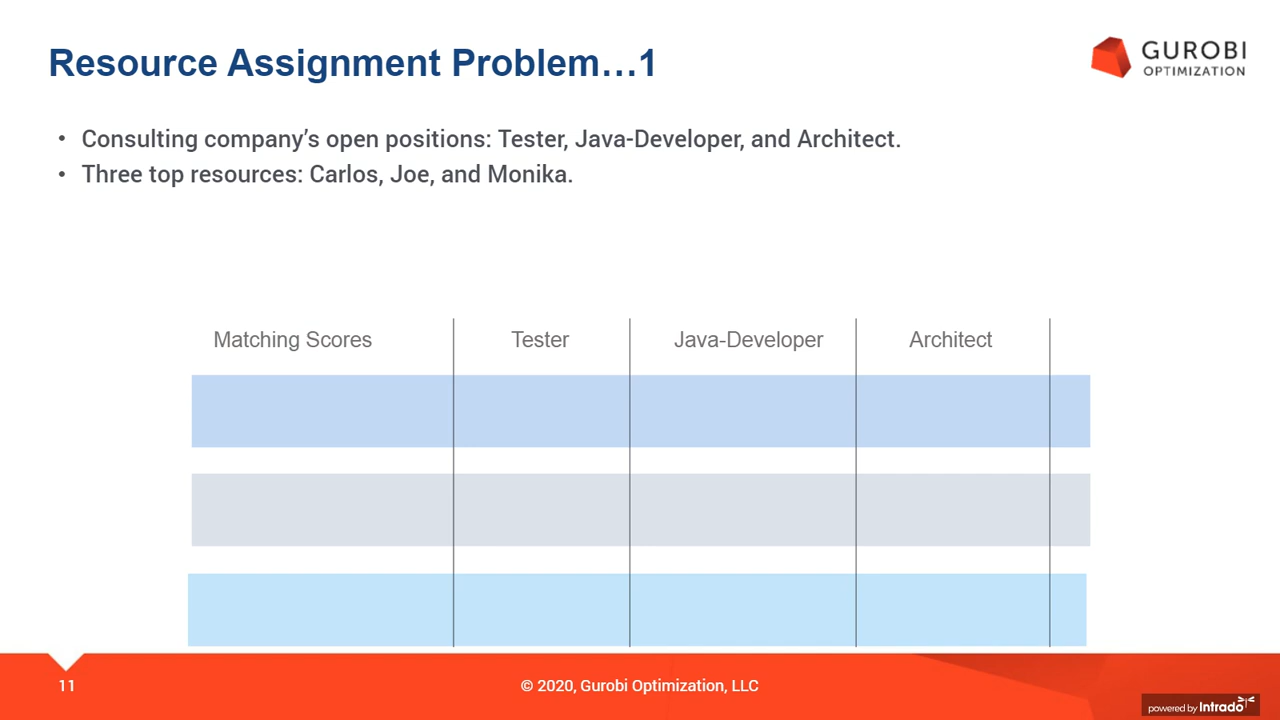 Resource Assignment Problem…1
GUROBI
OPTIMIZATION
• Consulting company’s open positions: Tester, Java-Developer, and Architect.
• Three top resources: Carlos, Joe, and Monika.
Matching Scores Tester Java-Developer Architect
11 © 2020, Gurobi Optimization, LLC
powered by Intrado